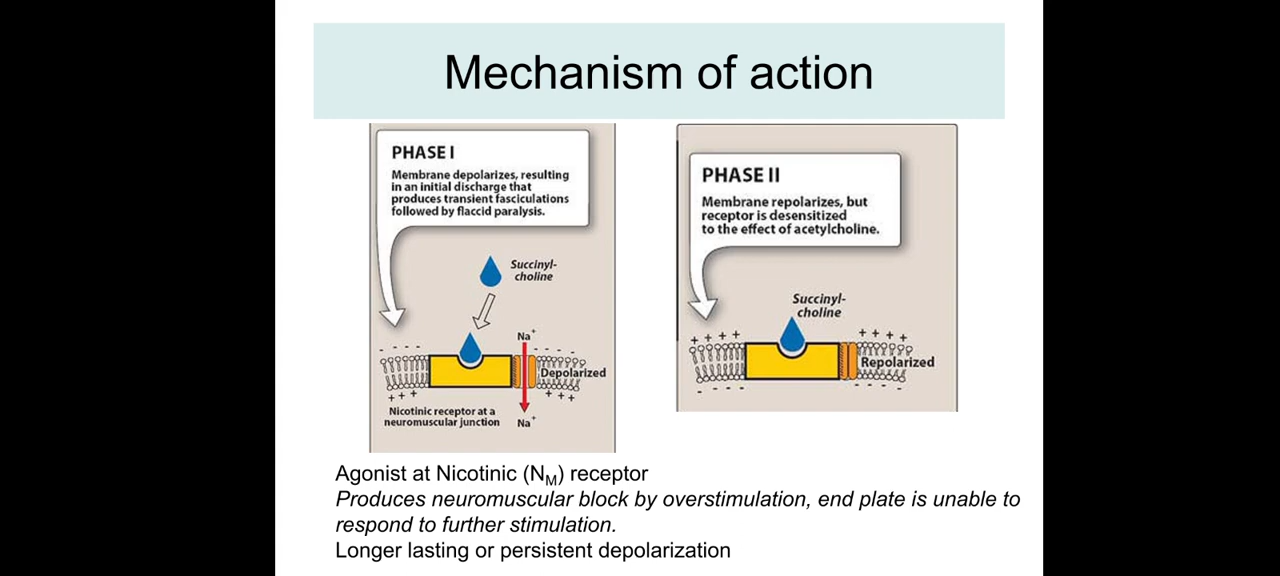 Mechanism of action
PHASE I
Membrane depolarizes, resulting
in an initial discharge that
produces transient fasciculations
followed by flaccid paralysis.
Succinyl-
choline
Na+
Depolarized
Nicotinic receptor at a
neuromuscular junction
Na+
PHASE II
Membrane repolarizes, but
receptor is desensitized
to the effect of acetylcholine.
Succinyl-
choline
Repolarized
Agonist at Nicotinic (NM) receptor
Produces neuromuscular block by overstimulation, end plate is unable to
respond to further stimulation.
Longer lasting or persistent depolarization